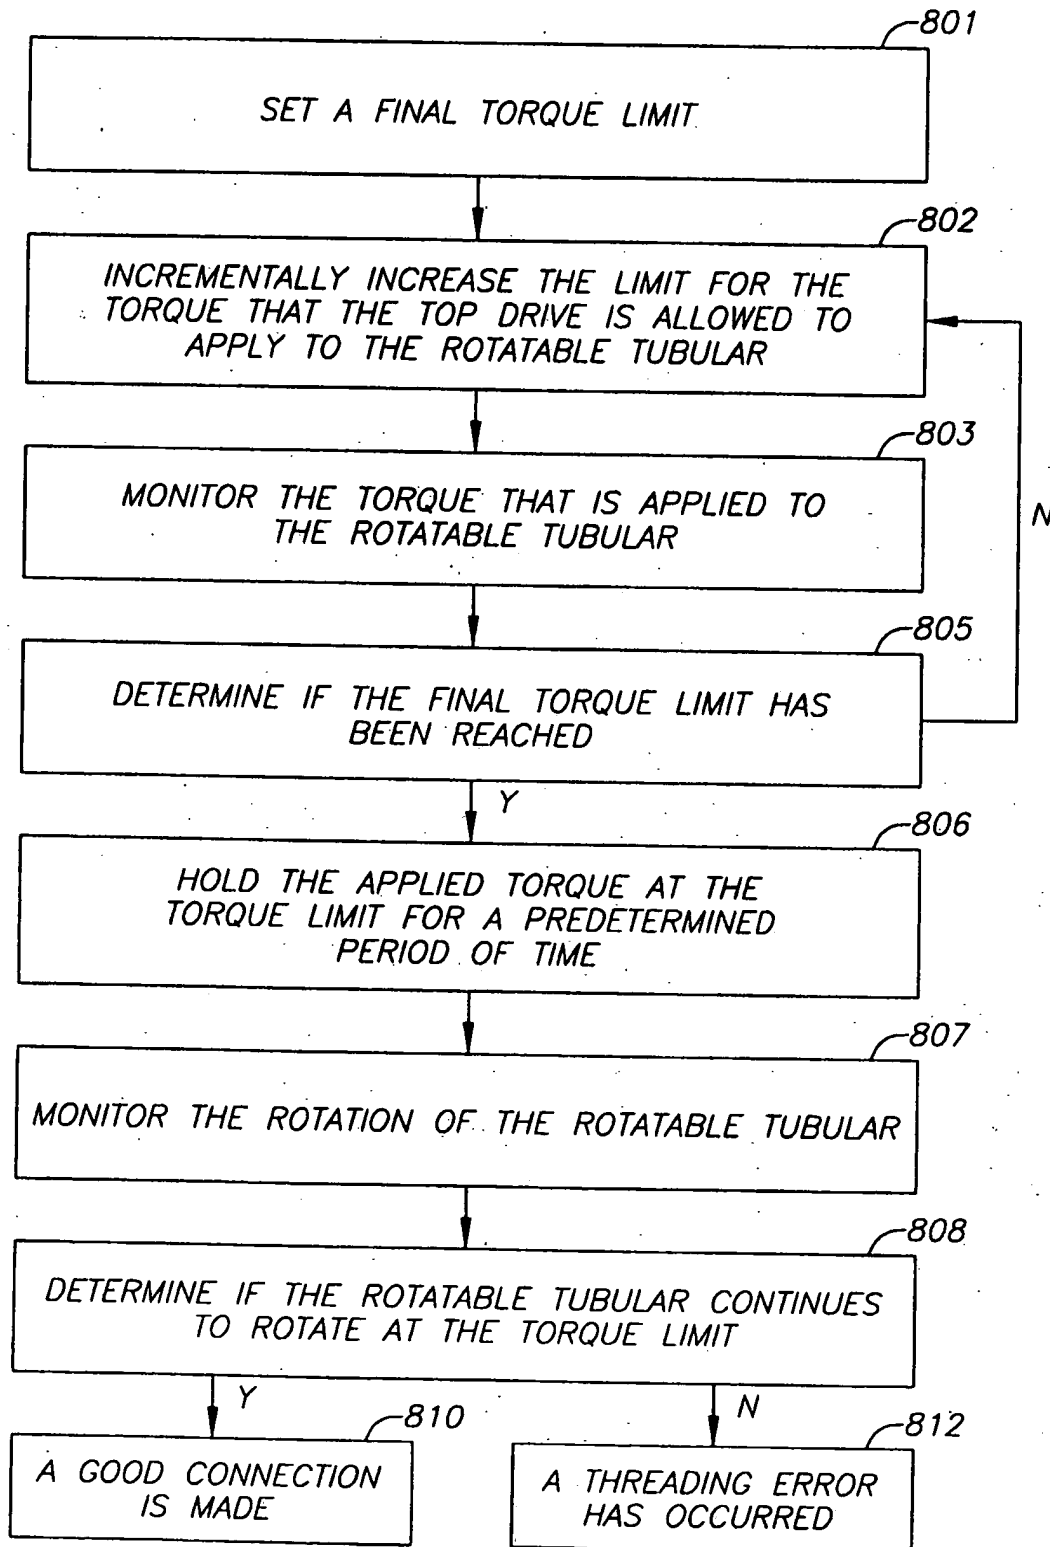 801
SET A FINAL TORQUE LIMIT
802
INCREMENTALLY INCREASE THE LIMIT FOR THE
TORQUE THAT THE TOP DRIVE IS ALLOWED TO
APPLY TO THE ROTATABLE TUBULAR
803
MONITOR THE TORQUE THAT IS APPLIED TO
THE ROTATABLE TUBULAR
N
805
DETERMINE IF THE FINAL TORQUE LIMIT HAS
BEEN REACHED
Y
806
HOLD THE APPLIED TORQUE AT THE
TORQUE LIMIT FOR A PREDETERMINED
PERIOD OF TIME
807
MONITOR THE ROTATION OF THE ROTATABLE TUBULAR
808
DETERMINE IF THE ROTATABLE TUBULAR CONTINUES
TO ROTATE AT THE TORQUE LIMIT
Y
N
810
A GOOD CONNECTION
IS MADE
812
A THREADING ERROR
HAS OCCURRED